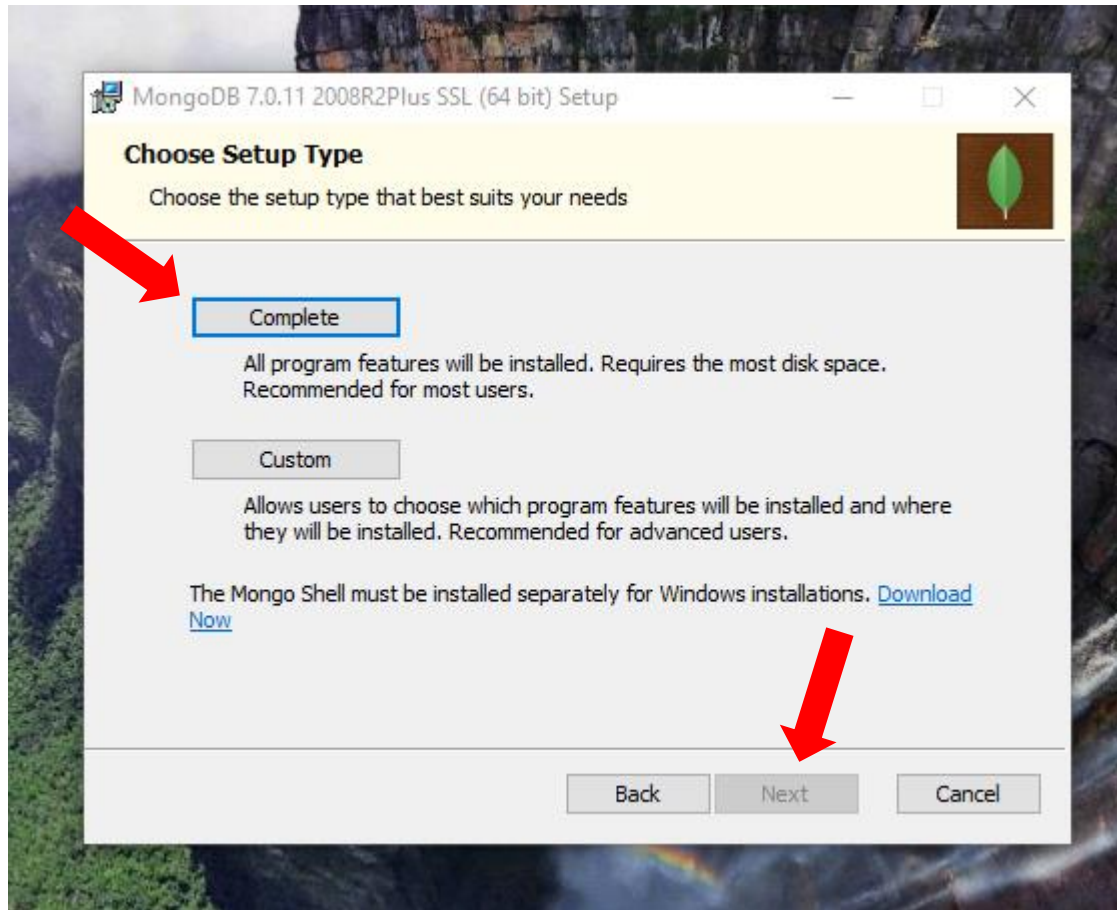 MongoDB 7.0.11 2008R2Plus SSL (64 bit) Setup
Choose Setup Type
Choose the setup type that best suits your needs
Complete
All program features will be installed. Requires the most disk space.
Recommended for most users.
Custom
Allows users to choose which program features will be installed and where
they will be installed. Recommended for advanced users.
The Mongo Shell must be installed separately for Windows installations. Download
Now
Back Next Cancel